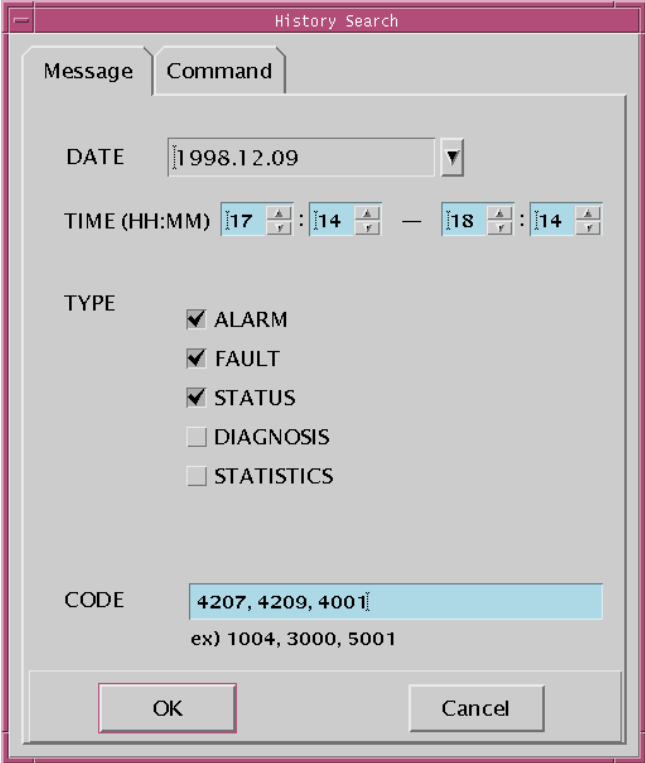 History Search
Message Command
DATE 1998.12.09
TIME (HH:MM) 17 : 14 — 18 : 14
TYPE
ALARM
FAULT
STATUS
DIAGNOSIS
STATISTICS
CODE 4207, 4209, 4001
ex) 1004, 3000, 5001
OK Cancel